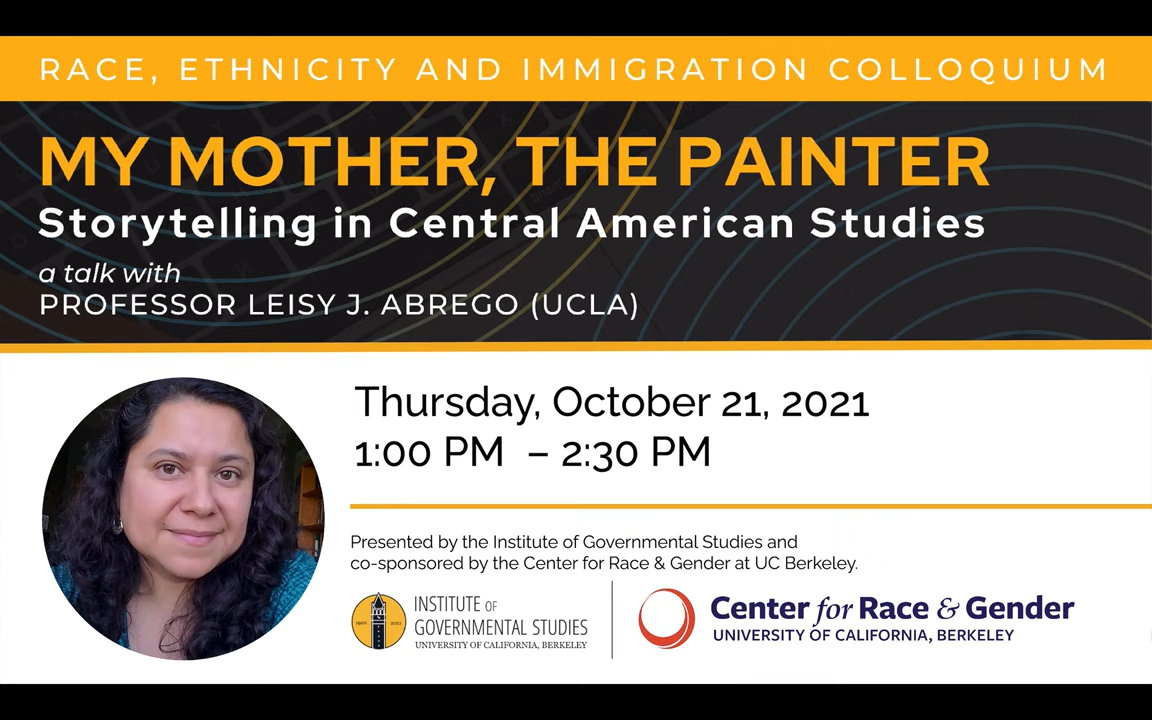 RACE, ETHNICITY AND IMMIGRATION COLLOQUIUM
MY MOTHER, THE PAINTER
Storytelling in Central American Studies
a talk with
PROFESSOR LEISY J. ABREGO (UCLA)
Thursday, October 21, 2021
1:00 PM – 2:30 PM
Presented by the Institute of Governmental Studies and
co-sponsored by the Center for Race & Gender at UC Berkeley.
INSTITUTE OF
GOVERNMENTAL STUDIES
UNIVERSITY OF CALIFORNIA, BERKELEY
Center for Race & Gender
UNIVERSITY OF CALIFORNIA, BERKELEY